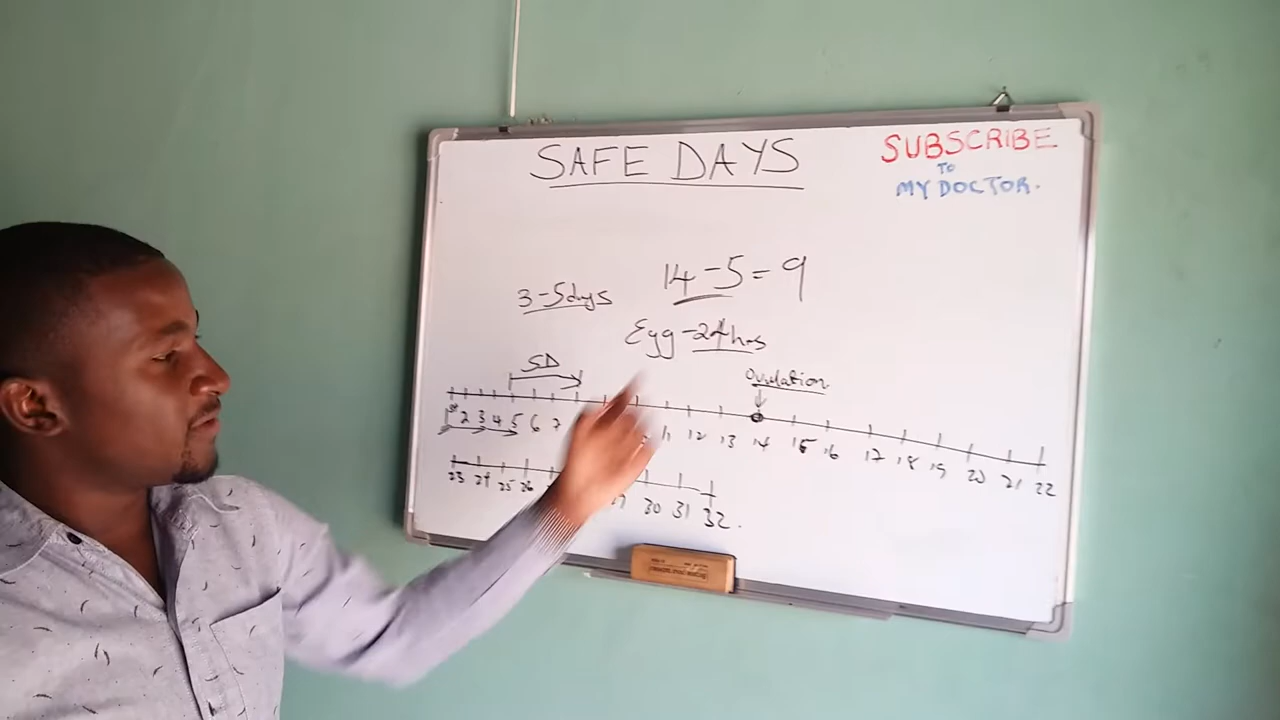 SAFE DAYS
SUBSCRIBE
TO
MY DOCTOR.
14-5=9
3-5days
Egg-24hrs
SD
Ovulation
2 3 4 5 6 7 11 12 13 14 15 16 17 18 19 20 21 22
23 24 25 26 30 31 32.